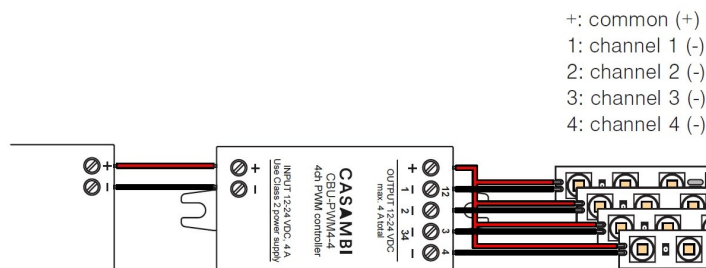 +: common (+)
1: channel 1 (-)
2: channel 2 (-)
3: channel 3 (-)
4: channel 4 (-)
+
-
+
-
INPUT 12-24 VDC, 4 A
Use Class 2 power supply
CASAMBI
CBU-PWM4-4
4ch PWM controller
OUTPUT 12-24 VDC
max. 4 A total
+
1 - 12
2 -
34 - 3
- 4